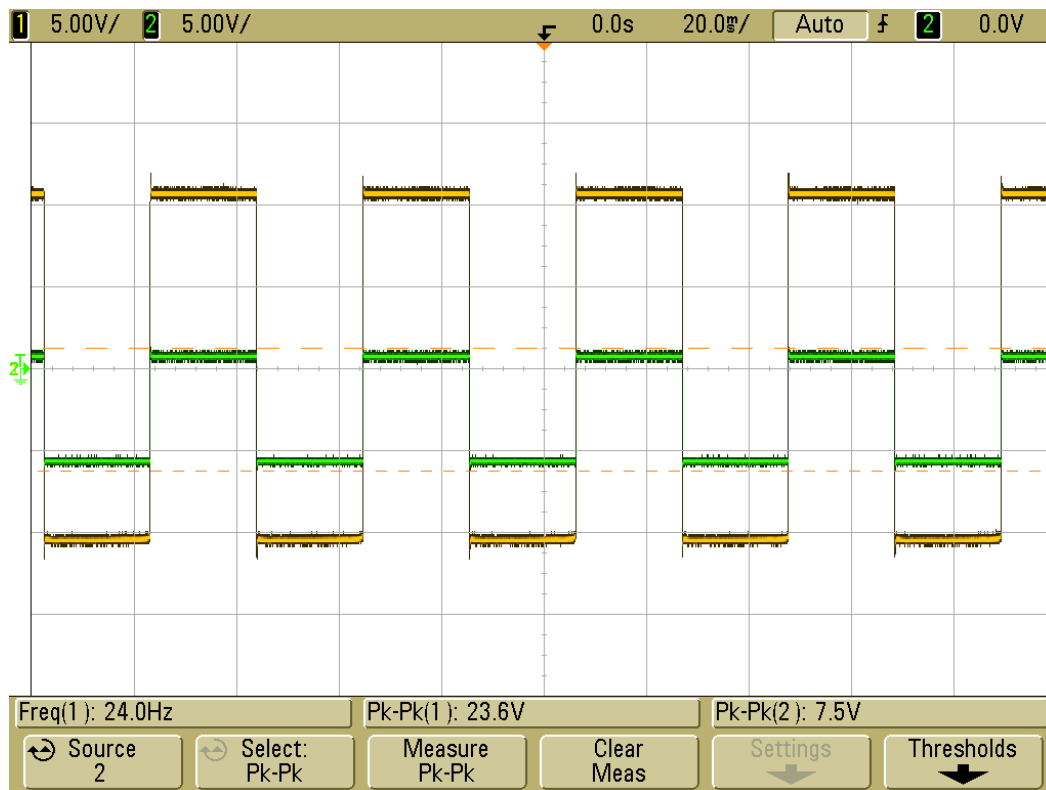 1 5.00V/ 2 5.00V/ 0.0s 20.0ms/ Auto 2 0.0V
2
Freq(1): 24.0Hz Pk-Pk(1): 23.6V Pk-Pk(2): 7.5V
Source Select: Measure Clear Settings Thresholds
2 Pk-Pk Pk-Pk Meas